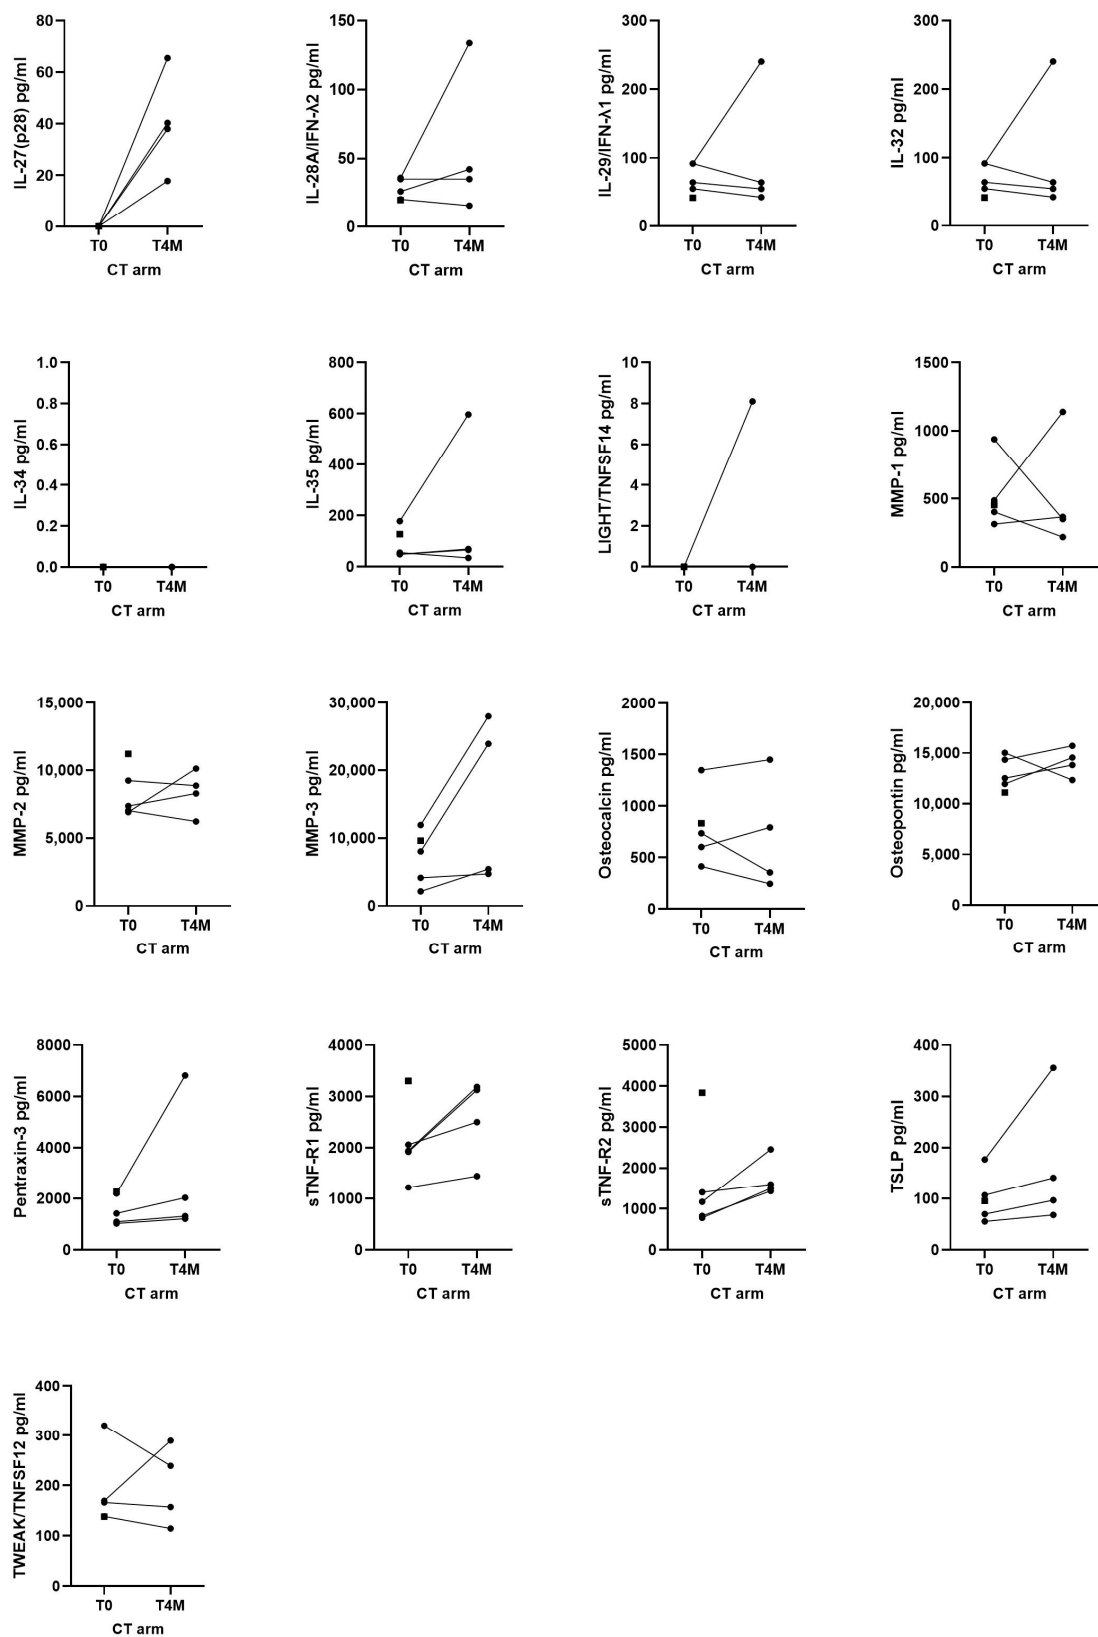 IL-27(p28) pg/ml
80
60
40
20
0
T0 T4M
CT arm
IL-28A/IFN-λ2 pg/ml
150
100
50
0
T0 T4M
CT arm
IL-29/IFN-λ1 pg/ml
300
200
100
0
T0 T4M
CT arm
IL-32 pg/ml
300
200
100
0
T0 T4M
CT arm
IL-34 pg/ml
1.0
0.8
0.6
0.4
0.2
0.0
T0 T4M
CT arm
IL-35 pg/ml
800
600
400
200
0
T0 T4M
CT arm
LIGHT/TNFSF14 pg/ml
10
8
6
4
2
0
T0 T4M
CT arm
MMP-1 pg/ml
1500
1000
500
0
T0 T4M
CT arm
MMP-2 pg/ml
15,000
10,000
5,000
0
T0 T4M
CT arm
MMP-3 pg/ml
30,000
20,000
10,000
0
T0 T4M
CT arm
Osteocalcin pg/ml
2000
1500
1000
500
0
T0 T4M
CT arm
Osteopontin pg/ml
20,000
15,000
10,000
5,000
0
T0 T4M
CT arm
Pentraxin-3 pg/ml
8000
6000
4000
2000
0
T0 T4M
CT arm
sTNF-R1 pg/ml
4000
3000
2000
1000
0
T0 T4M
CT arm
sTNF-R2 pg/ml
5000
4000
3000
2000
1000
0
T0 T4M
CT arm
TSLP pg/ml
400
300
200
100
0
T0 T4M
CT arm
TWEAK/TNFSF12 pg/ml
400
300
200
100
0
T0 T4M
CT arm